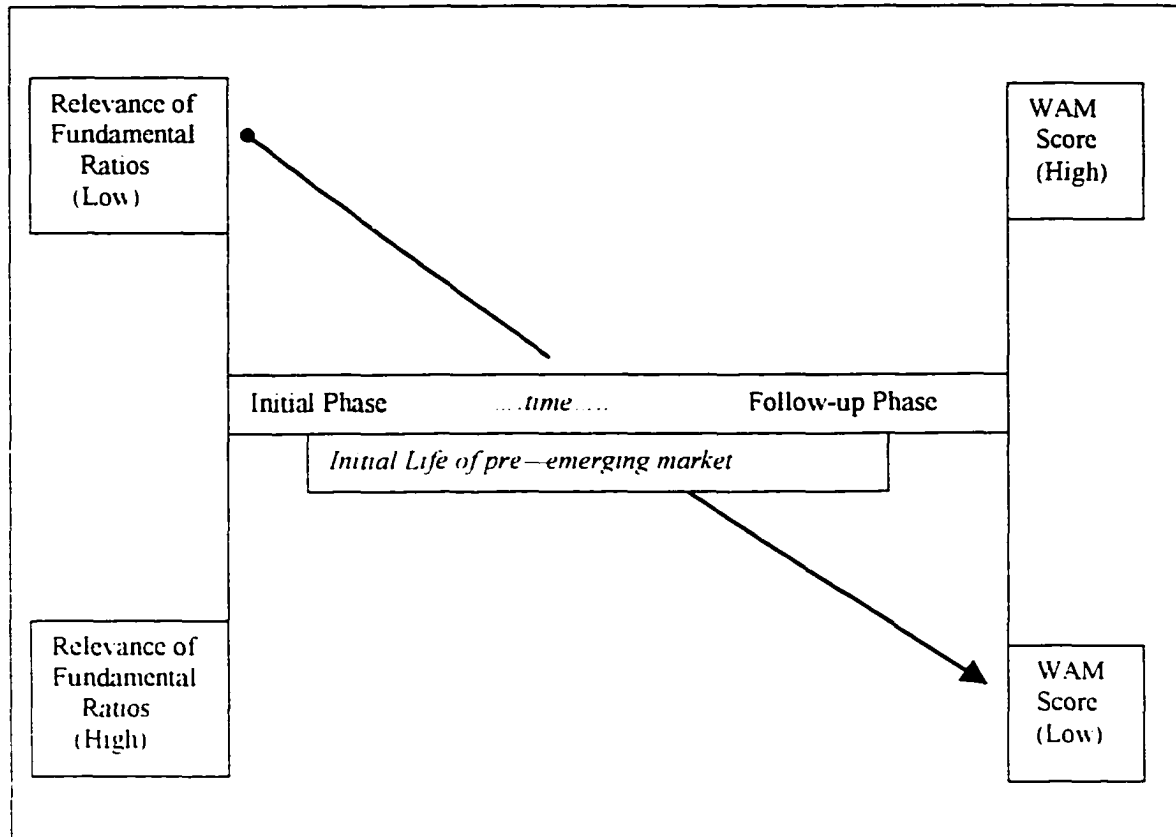 Relevance of
Fundamental
Ratios
(Low)
WAM
Score
(High)
Initial Phase ....time..... Follow-up Phase
Initial Life of pre—emerging market
Relevance of
Fundamental
Ratios
(High)
WAM
Score
(Low)